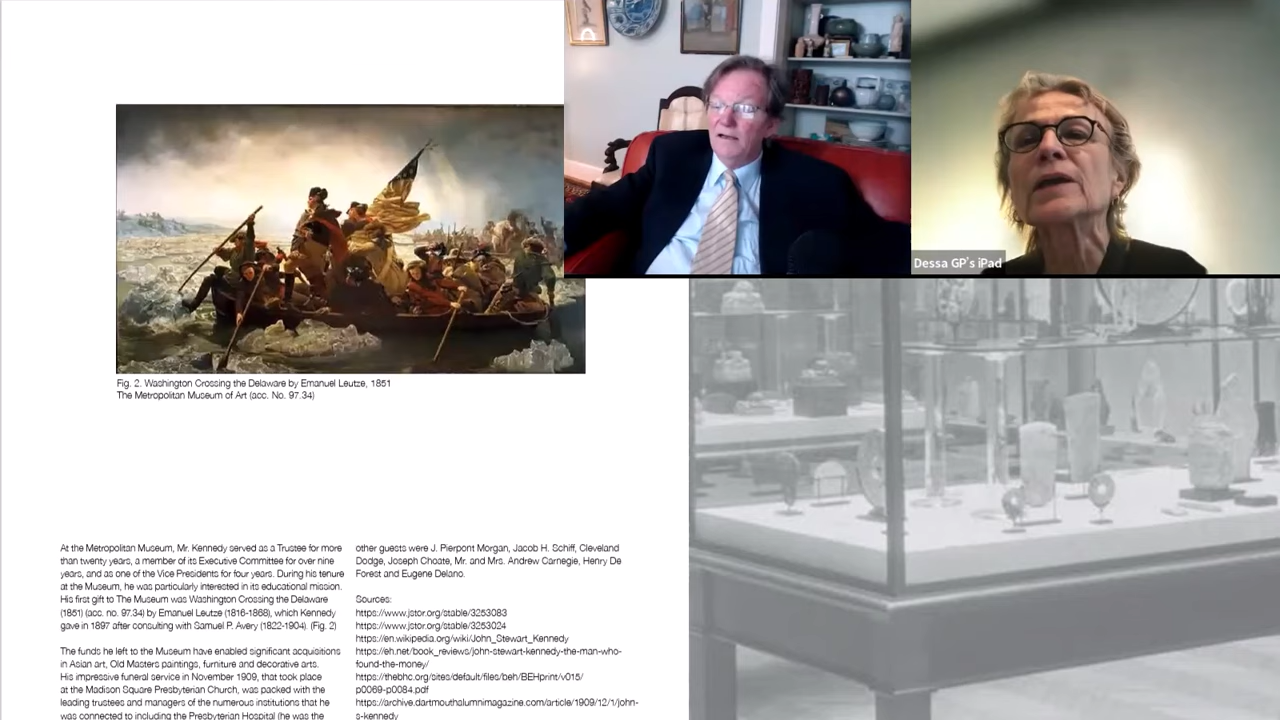 Dessa GP's iPad
Fig. 2. Washington Crossing the Delaware by Emanuel Leutze, 1851
The Metropolitan Museum of Art (acc. No. 97.34)
At the Metropolitan Museum, Mr. Kennedy served as a Trustee for more
than twenty years, a member of its Executive Committee for over nine
years, and as one of the Vice Presidents for four years. During his tenure
at the Museum, he was particularly interested in its educational mission.
His first gift to The Museum was Washington Crossing the Delaware
(1851) (acc. no. 97.34) by Emanuel Leutze (1816-1868), which Kennedy
gave in 1897 after consulting with Samuel P. Avery (1822-1904). (Fig. 2)
The funds he left to the Museum have enabled significant acquisitions
in Asian art, Old Masters paintings, furniture and decorative arts.
His impressive funeral service in November 1909, that took place
at the Madison Square Presbyterian Church, was packed with the
leading trustees and managers of the numerous institutions that he
was connected to including the Presbyterian Hospital (he was the
other guests were J. Pierpont Morgan, Jacob H. Schiff, Cleveland
Dodge, Joseph Choate, Mr. and Mrs. Andrew Carnegie, Henry De
Forest and Eugene Delano.
Sources:
https://www.jstor.org/stable/3253083
https://www.jstor.org/stable/3253024
https://en.wikipedia.org/wiki/John_Stewart_Kennedy
https://eh.net/book_reviews/john-stewart-kennedy-the-man-who-
found-the-money/
https://thebhc.org/sites/default/files/beh/BEHprint/v015/
p0069-p0084.pdf
https://archive.dartmouthalumnimagazine.com/article/1909/12/1/john-
s-kennedy